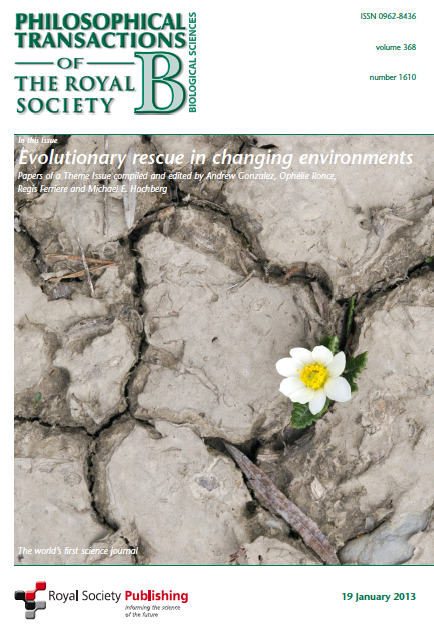 PHILOSOPHICAL
TRANSACTIONS
OF
THE ROYAL
SOCIETY
B
BIOLOGICAL SCIENCES
ISSN 0962-8436
volume 368
number 1610
In this Issue
Evolutionary rescue in changing environments
Papers of a Theme Issue compiled and edited by Andrew Gonzalez, Ophélie Ronce,
Regis Ferriere and Michael E. Hochberg
The world's first science journal
Royal Society Publishing
Informing the science
of the future
19 January 2013